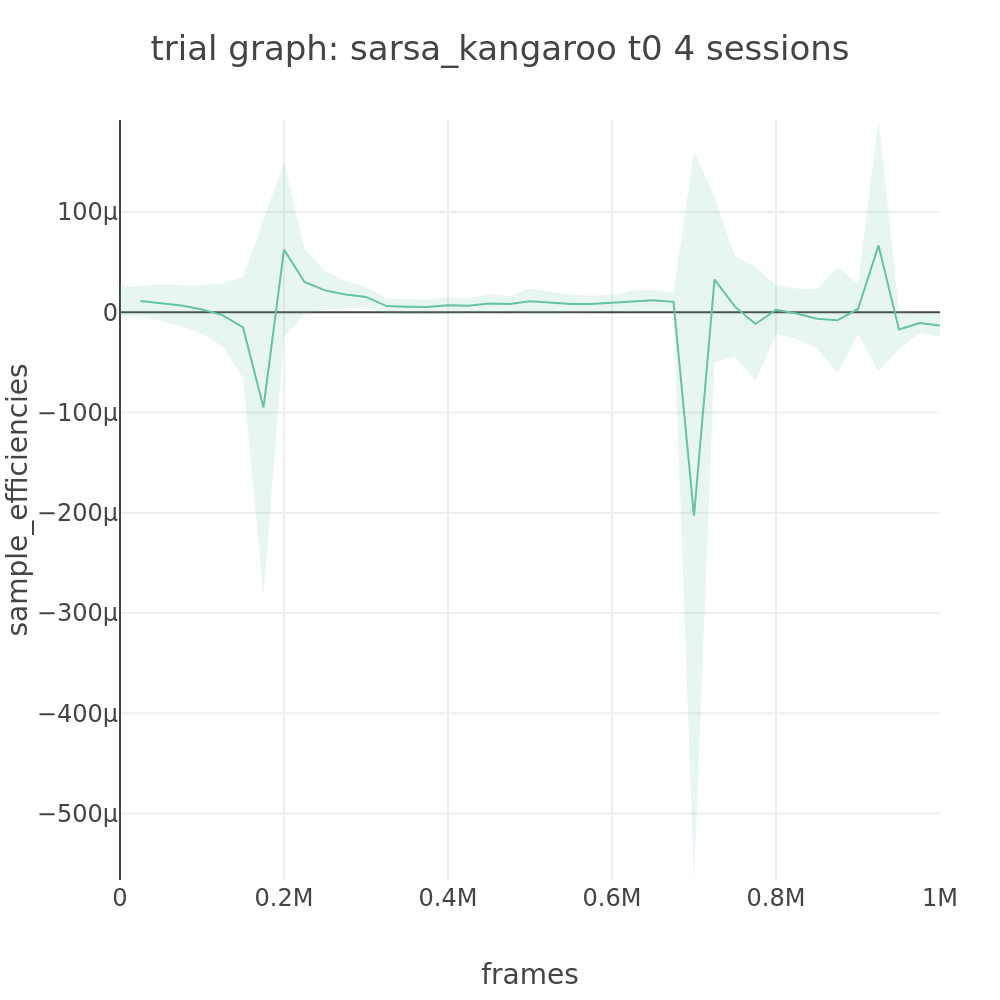 trial graph: sarsa_kangaroo t0 4 sessions
100μ
0
−100μ
−200μ
−300μ
−400μ
−500μ
sample_efficiencies
0
0.2M
0.4M
0.6M
0.8M
1M
frames